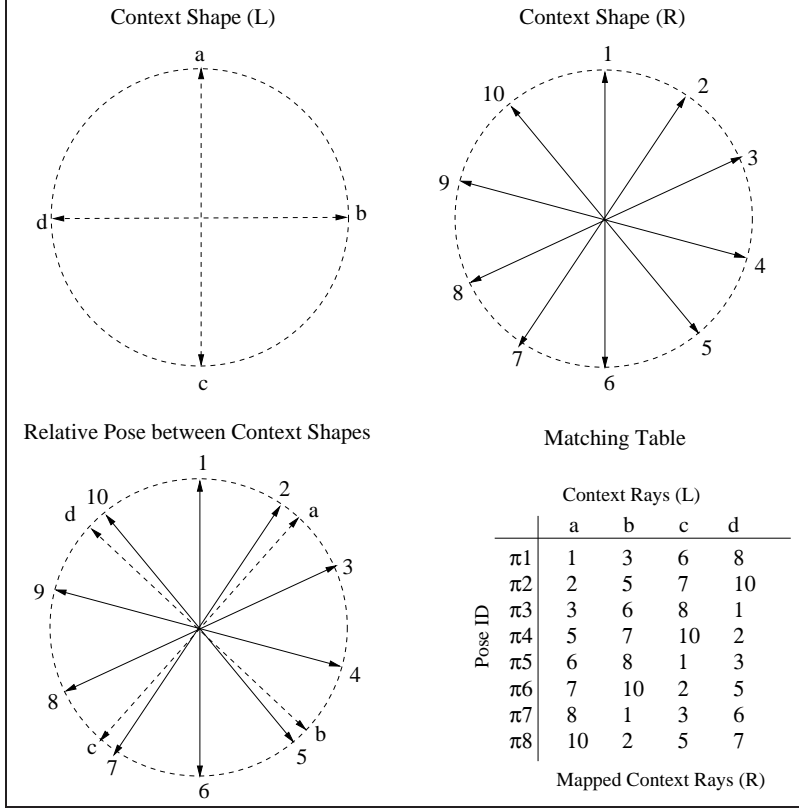 Context Shape (L)
a
b
c
d
Context Shape (R)
1
2
3
4
5
6
7
8
9
10
Relative Pose between Context Shapes
1
2
a
3
4
b
5
6
7
c
8
9
d
10
Matching Table
Context Rays (L)
a b c d
Pose ID
π1 1 3 6 8
π2 2 5 7 10
π3 3 6 8 1
π4 5 7 10 2
π5 6 8 1 3
π6 7 10 2 5
π7 8 1 3 6
π8 10 2 5 7
Mapped Context Rays (R)